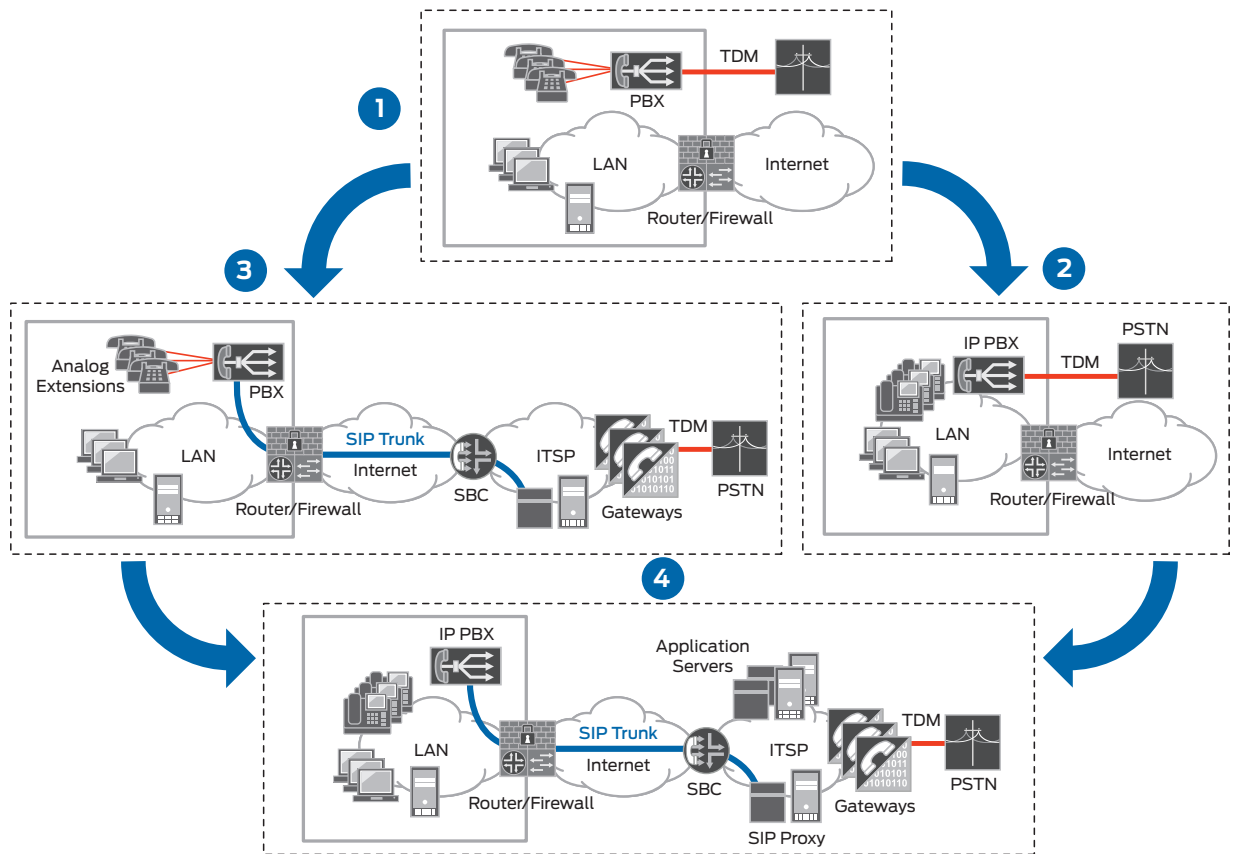 TDM
PBX
1
LAN
Internet
Router/Firewall
3
2
Analog
Extensions
PBX
SIP Trunk
LAN
Internet
ITSP
TDM
SBC
PSTN
Router/Firewall
Gateways
PSTN
IP PBX
TDM
LAN
Internet
Router/Firewall
4
IP PBX
Application
Servers
SIP Trunk
TDM
LAN
Internet
ITSP
SBC
PSTN
Router/Firewall
Gateways
SIP Proxy